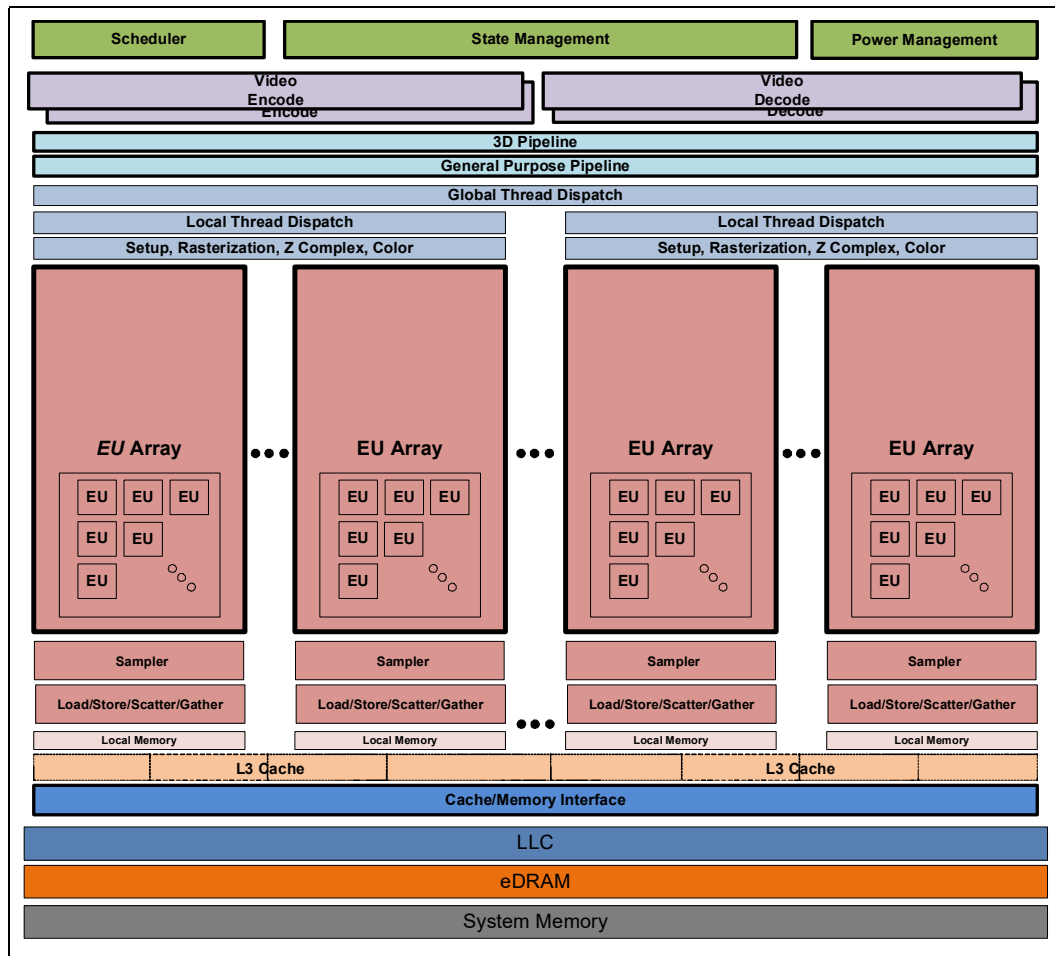 Scheduler State Management Power Management
Video Video
Encode Decode
Encode Decode
3D Pipeline
General Purpose Pipeline
Global Thread Dispatch
Local Thread Dispatch Local Thread Dispatch
Setup, Rasterization, Z Complex, Color Setup, Rasterization, Z Complex, Color
EU Array EU Array EU Array EU Array
EU EU EU EU EU EU EU EU EU EU EU EU
EU EU EU EU EU EU EU EU
EU EU EU EU
Sampler Sampler Sampler Sampler
Load/Store/Scatter/Gather Load/Store/Scatter/Gather Load/Store/Scatter/Gather Load/Store/Scatter/Gather
Local Memory Local Memory Local Memory Local Memory
L3 Cache L3 Cache
Cache/Memory Interface
LLC
eDRAM
System Memory